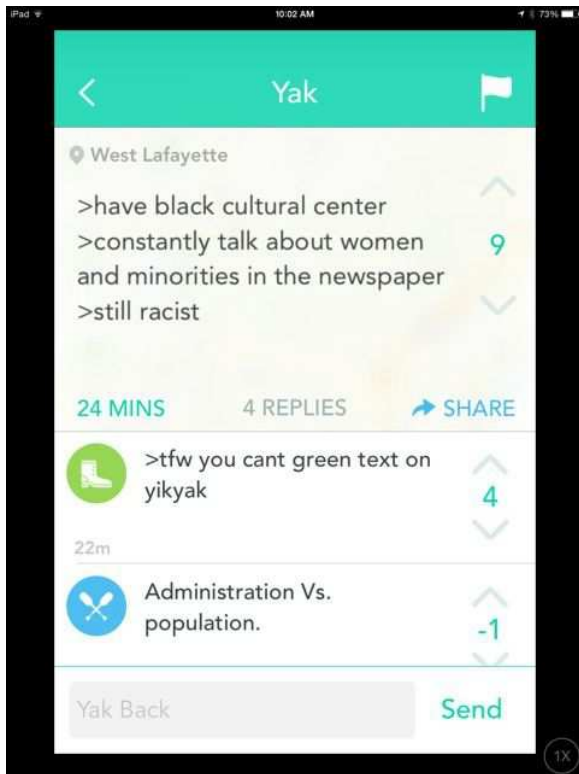 iPad 10:02 AM 73%
Yak
West Lafayette
>have black cultural center
>constantly talk about women
and minorities in the newspaper
>still racist
9
24 MINS 4 REPLIES SHARE
>tfw you cant green text on
yikyak
4
22m
Administration Vs.
population.
-1
Yak Back Send
1X